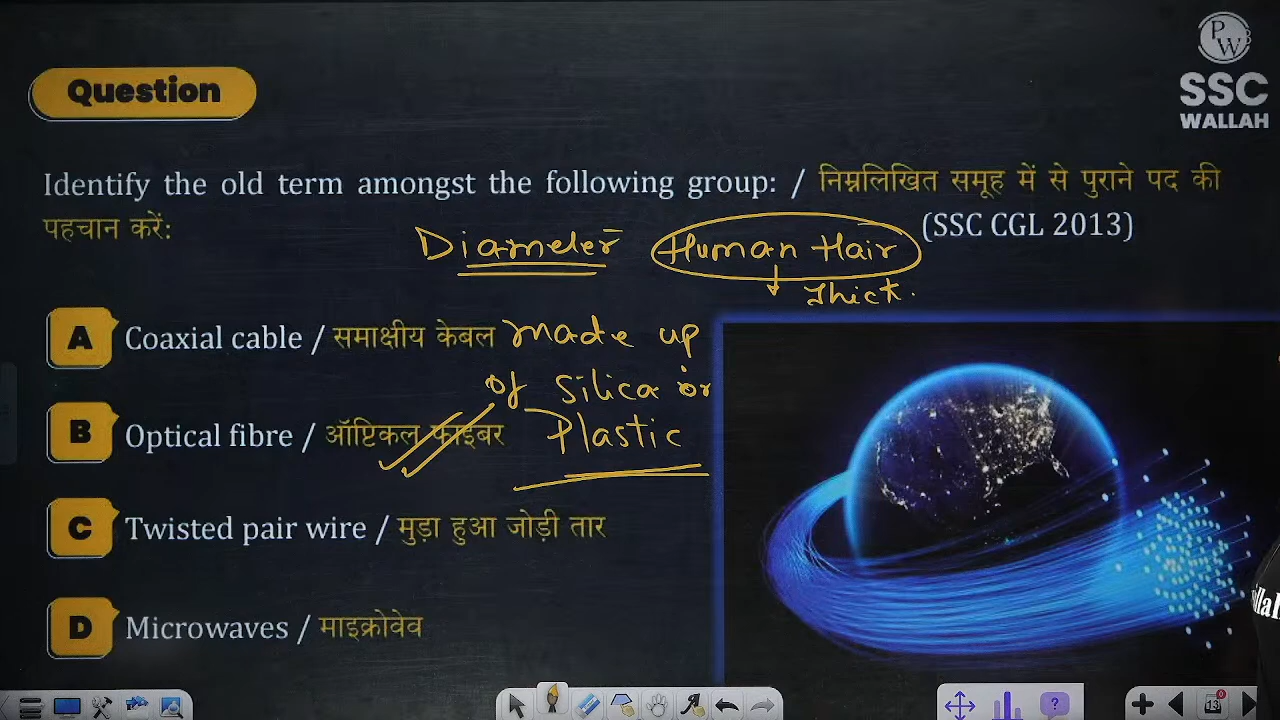 PW
SSC
WALLAH
Question
Identify the old term amongst the following group: / निम्नलिखित समूह में से पुराने पद की
पहचान करें:
(SSC CGL 2013)
Diameter Human Hair
Thick.
A Coaxial cable / समाक्षीय केबल made up
of Silica or
B Optical fibre / ऑप्टिकल फाइबर Plastic
C Twisted pair wire / मुड़ा हुआ जोड़ी तार
D Microwaves / माइक्रोवेव